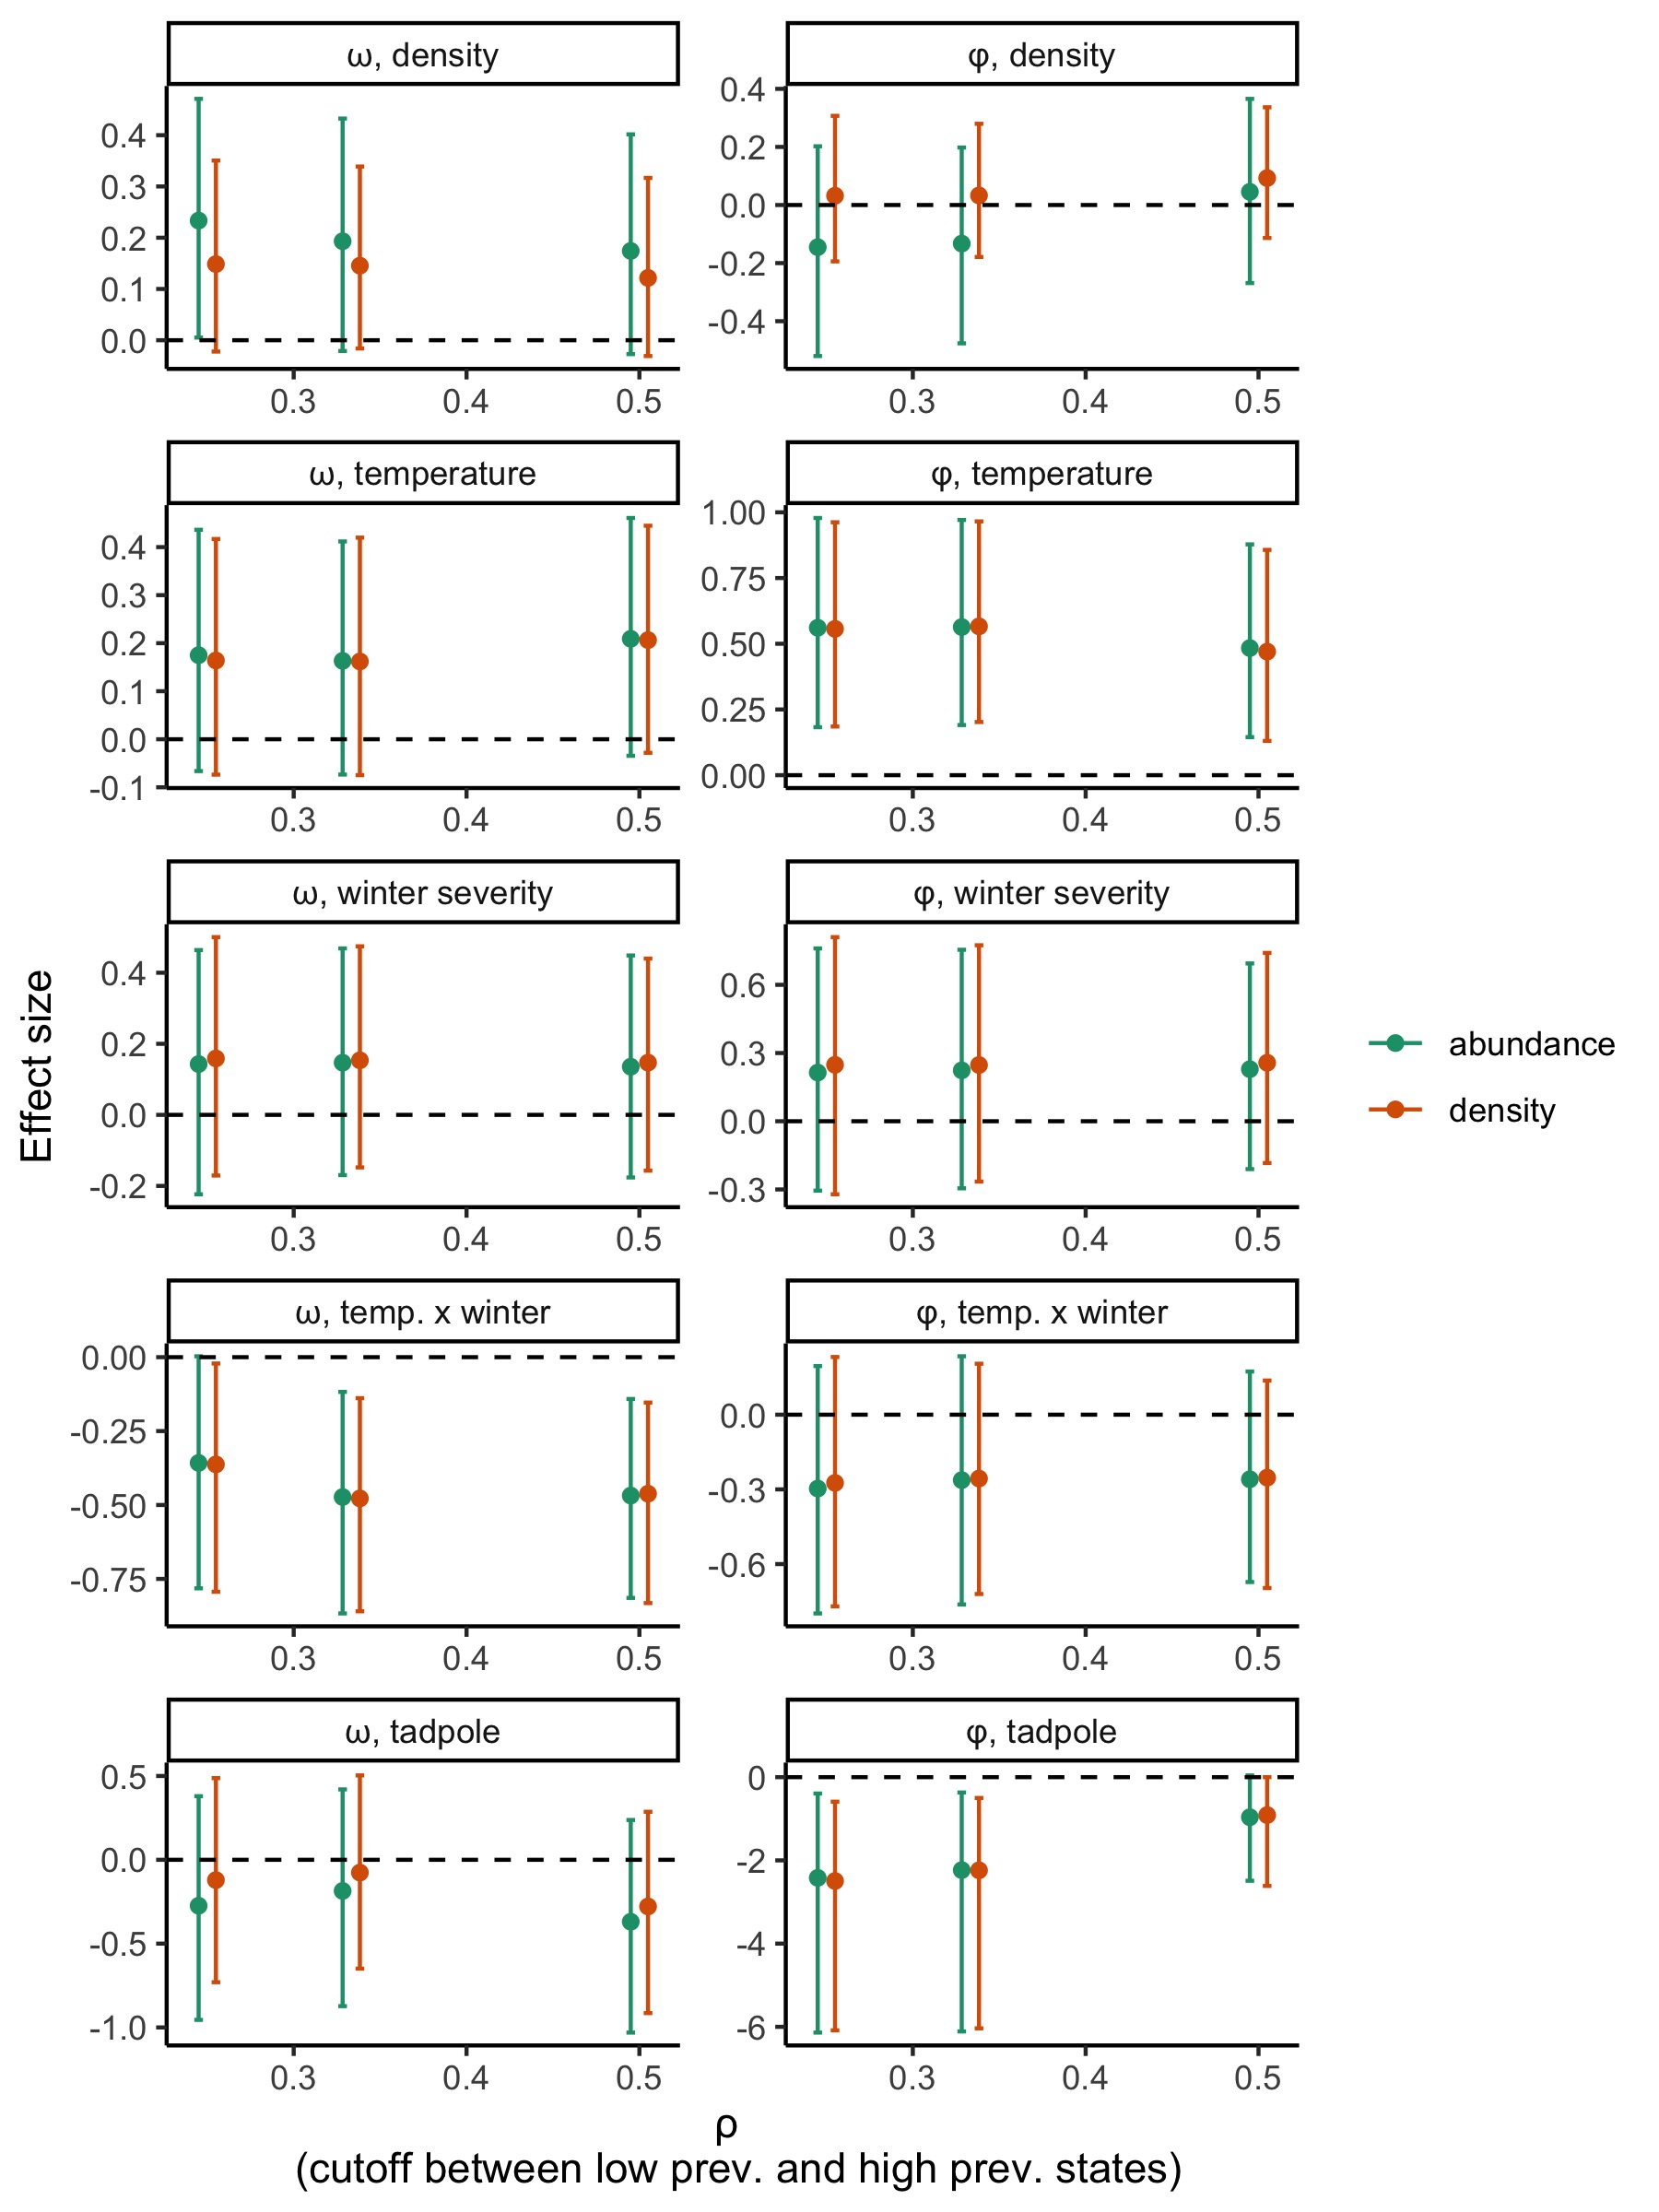 ω, density
φ, density
0.4
0.3
0.2
0.1
0.0
0.4
0.2
0.0
-0.2
-0.4
0.3 0.4 0.5
0.3 0.4 0.5
ω, temperature
φ, temperature
0.4
0.3
0.2
0.1
0.0
-0.1
1.00
0.75
0.50
0.25
0.00
0.3 0.4 0.5
0.3 0.4 0.5
ω, winter severity
φ, winter severity
0.4
0.2
0.0
-0.2
0.6
0.3
0.0
-0.3
0.3 0.4 0.5
0.3 0.4 0.5
ω, temp. x winter
φ, temp. x winter
0.00
-0.25
-0.50
-0.75
0.0
-0.3
-0.6
0.3 0.4 0.5
0.3 0.4 0.5
ω, tadpole
φ, tadpole
0.5
0.0
-0.5
-1.0
0
-2
-4
-6
0.3 0.4 0.5
0.3 0.4 0.5
Effect size
ρ
(cutoff between low prev. and high prev. states)
abundance
density